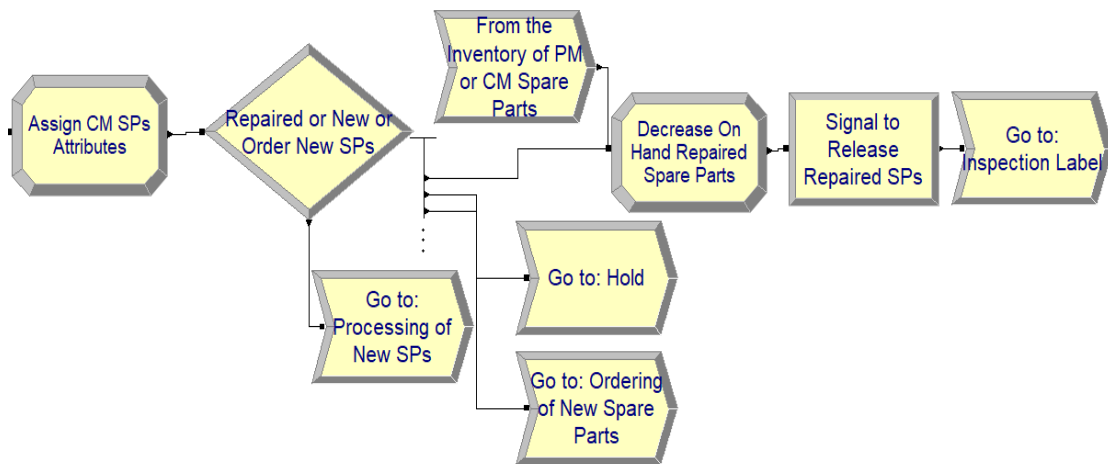 Assign CM SPs
Attributes
Repaired or New or
Order New SPs
From the
Inventory of PM
or CM Spare
Parts
Decrease On
Hand Repaired
Spare Parts
Signal to
Release
Repaired SPs
Go to:
Inspection Label
Go to:
Processing of
New SPs
Go to: Hold
Go to: Ordering
of New Spare
Parts